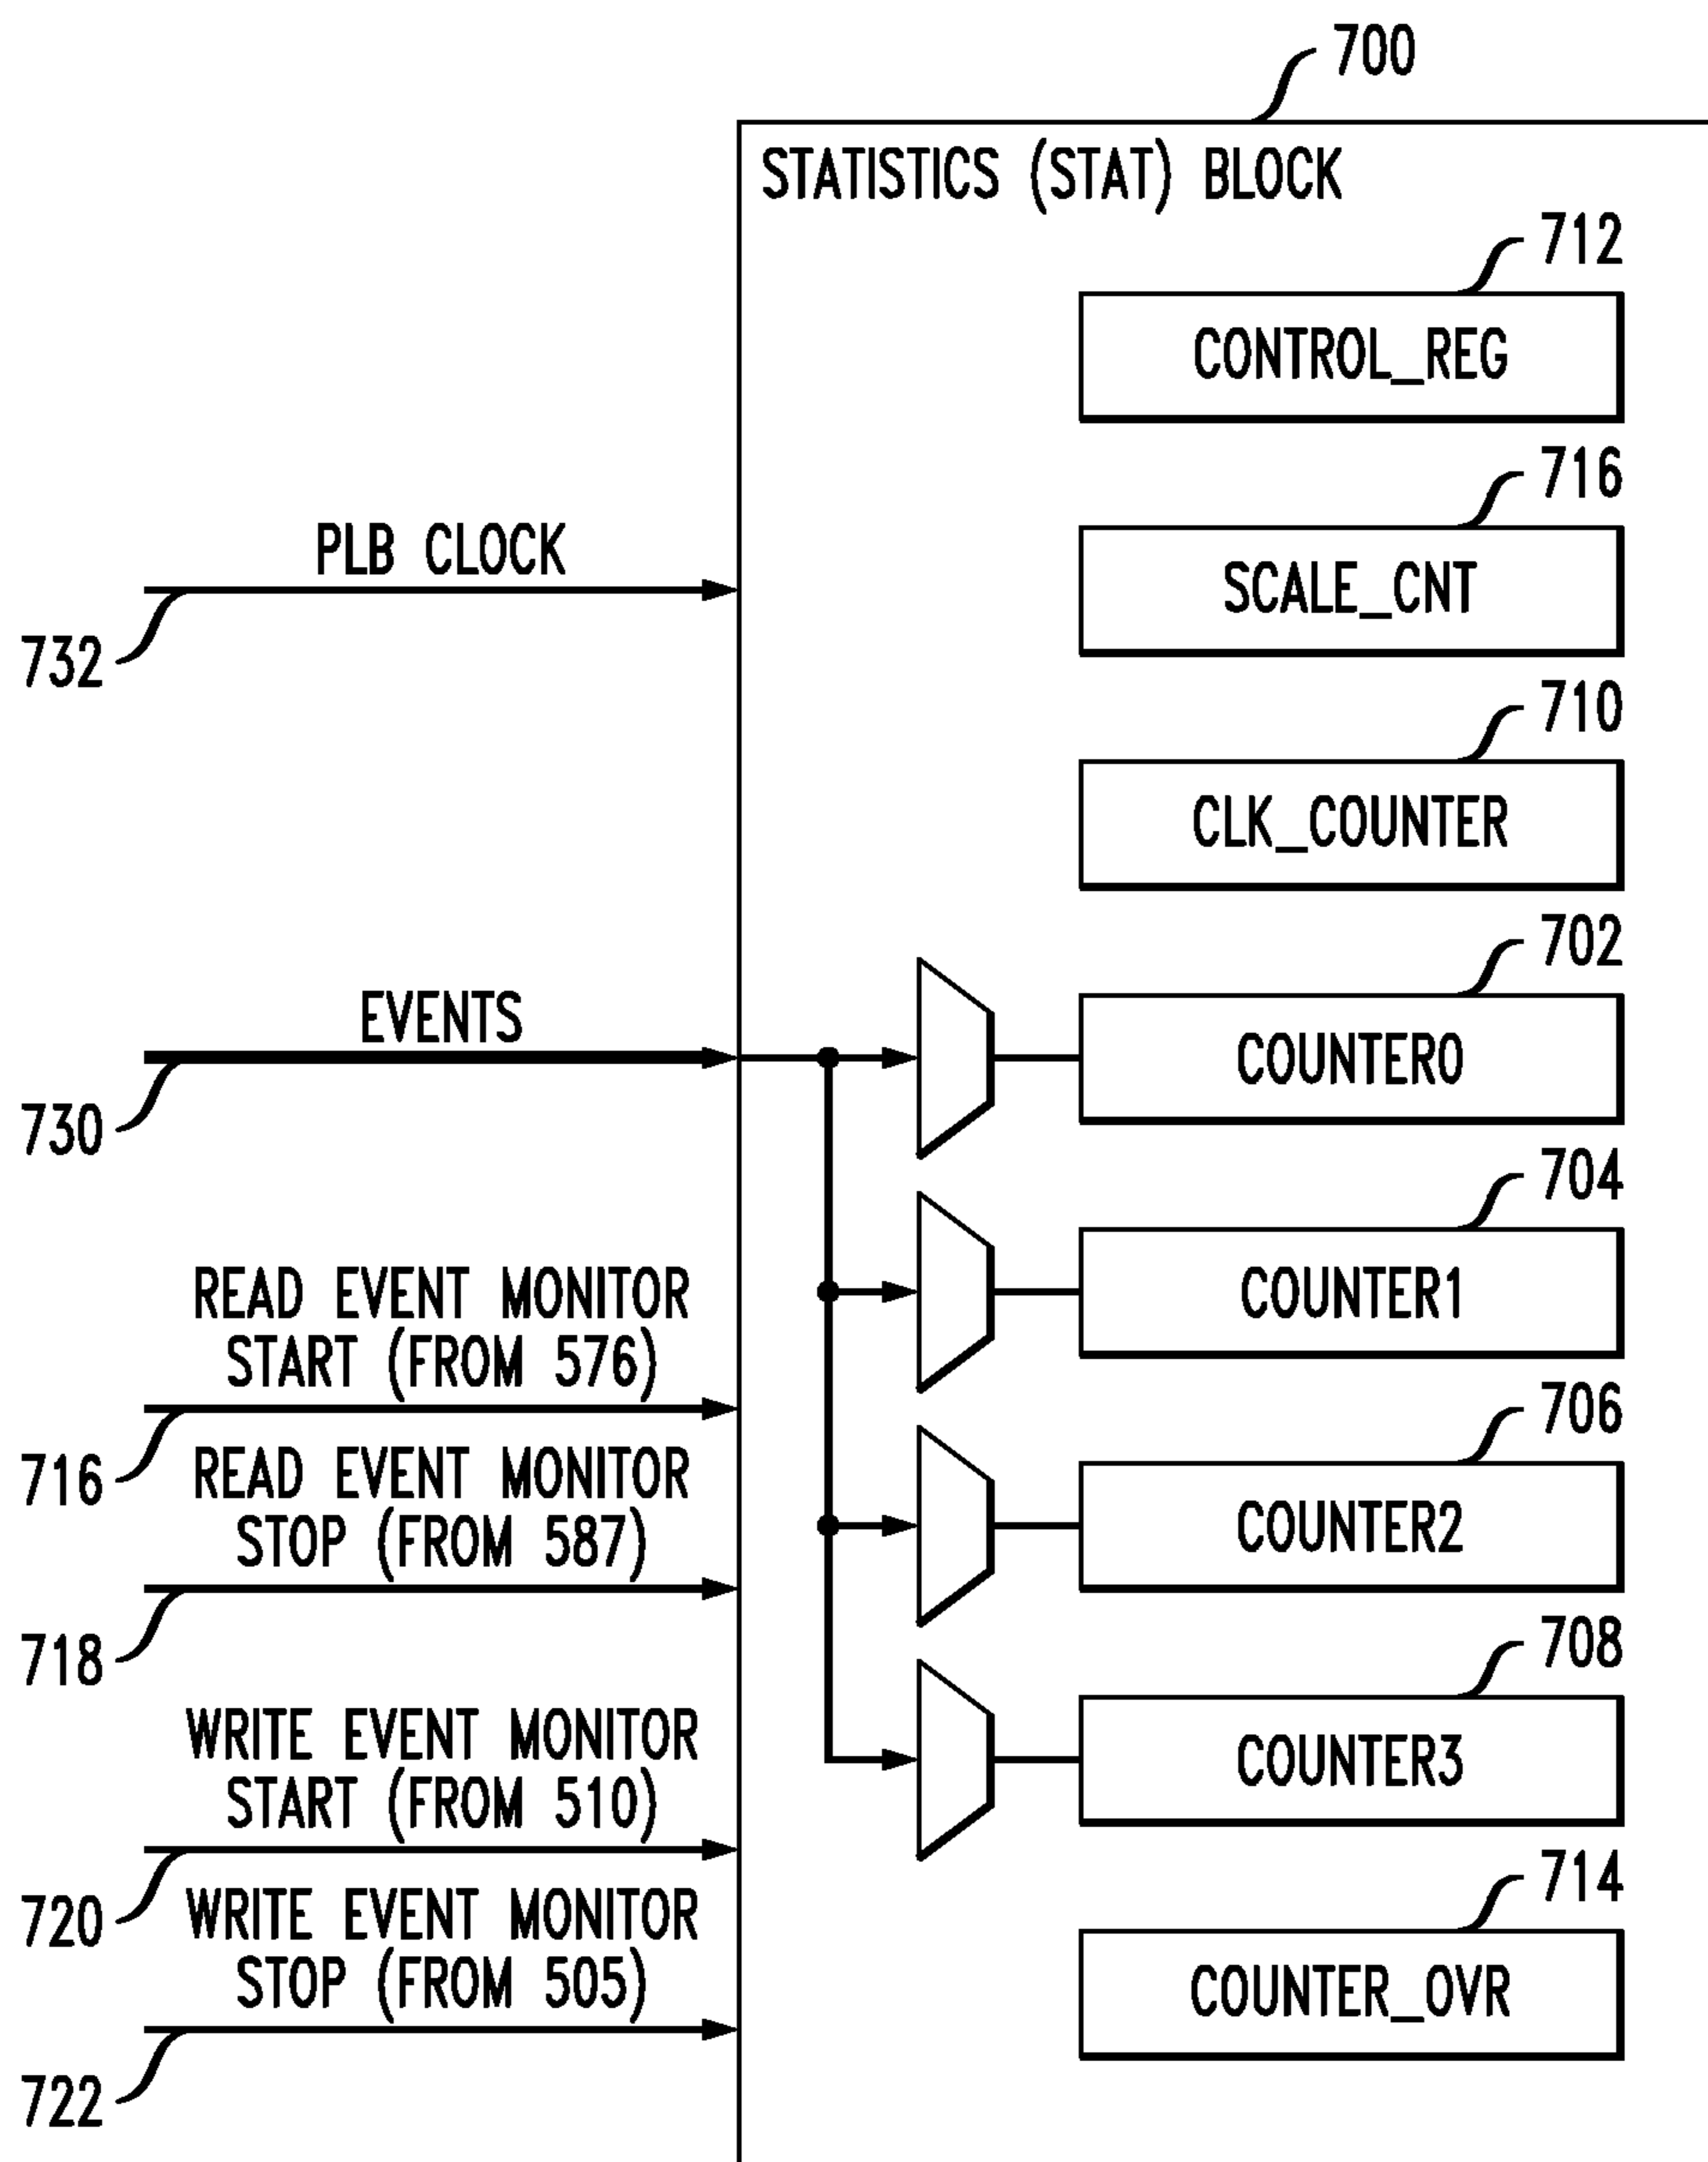 700
STATISTICS (STAT) BLOCK
712
CONTROL_REG
716
SCALE_CNT
PLB CLOCK
732
710
CLK_COUNTER
702
EVENTS
COUNTER0
730
704
READ EVENT MONITOR
START (FROM 576)
COUNTER1
716
706
READ EVENT MONITOR
STOP (FROM 587)
COUNTER2
718
708
WRITE EVENT MONITOR
START (FROM 510)
COUNTER3
720
714
WRITE EVENT MONITOR
STOP (FROM 505)
COUNTER_OVR
722